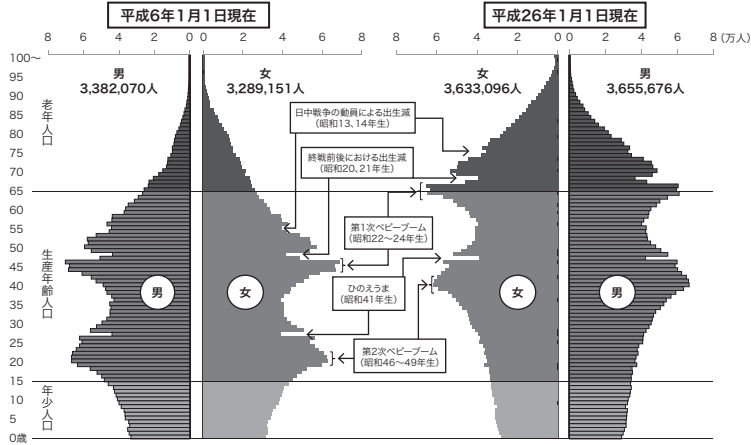 平成6年1月1日現在
平成26年1月1日現在
8 6 4 2 0 0 2 4 6 8 8 6 4 2 0 0 2 4 6 8 (万人)
男
3,382,070人
女
3,289,151人
女
3,633,096人
男
3,655,676人
100〜
95
90
85
80
75
70
65
60
55
50
45
40
35
30
25
20
15
10
5
0歳
老年人口
生産年齢人口
年少人口
日中戦争の動員による出生減
(昭和13、14年生)
終戦前後における出生減
(昭和20、21年生)
第1次ベビーブーム
(昭和22〜24年生)
ひのえうま
(昭和41年生)
第2次ベビーブーム
(昭和46〜49年生)
男
女
女
男